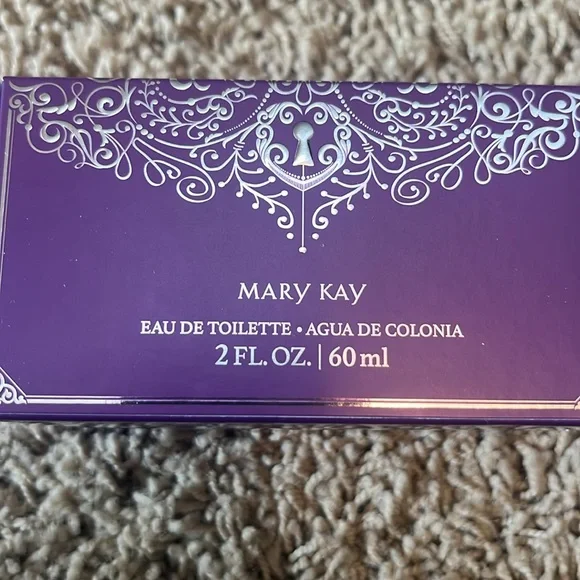 MARY KAY
EAU DE TOILETTE • AGUA DE COLONIA
2 FL. OZ. | 60 ml